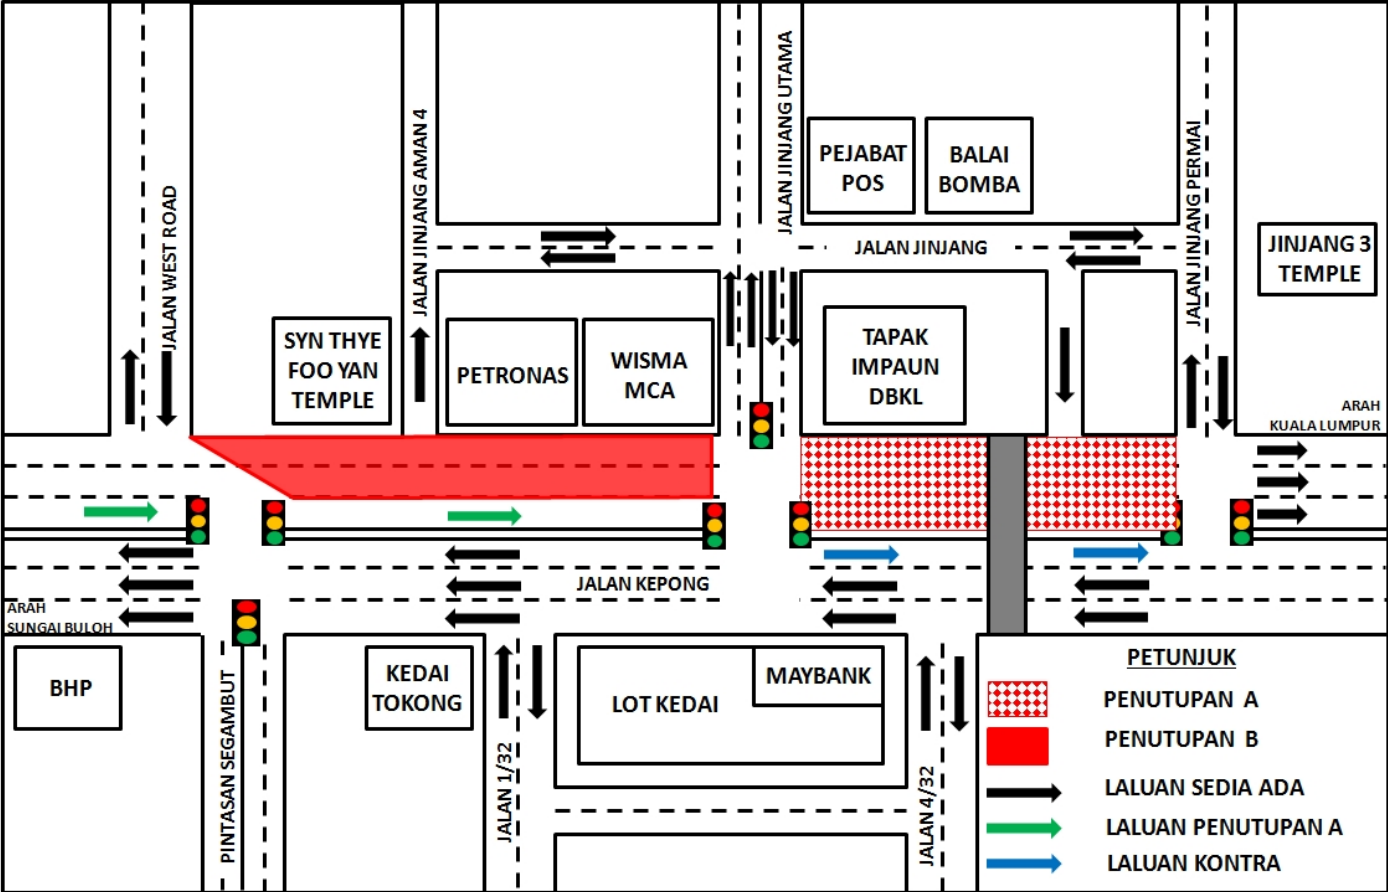 JALAN JINJANG UTAMA
PEJABAT
POS
BALAI
BOMBA
JALAN JINJANG AMAN 4
JALAN JINJANG PERMAI
JALAN WEST ROAD
JALAN JINJANG
JINJANG 3
TEMPLE
SYN THYE
FOO YAN
TEMPLE
PETRONAS
WISMA
MCA
TAPAK
IMPAUN
DBKL
ARAH
KUALA LUMPUR
JALAN KEPONG
ARAH
SUNGAI BULOH
BHP
PINTASAN SEGAMBUT
KEDAI
TOKONG
JALAN 1/32
LOT KEDAI
MAYBANK
JALAN 4/32
PETUNJUK
PENUTUPAN A
PENUTUPAN B
LALUAN SEDIA ADA
LALUAN PENUTUPAN A
LALUAN KONTRA